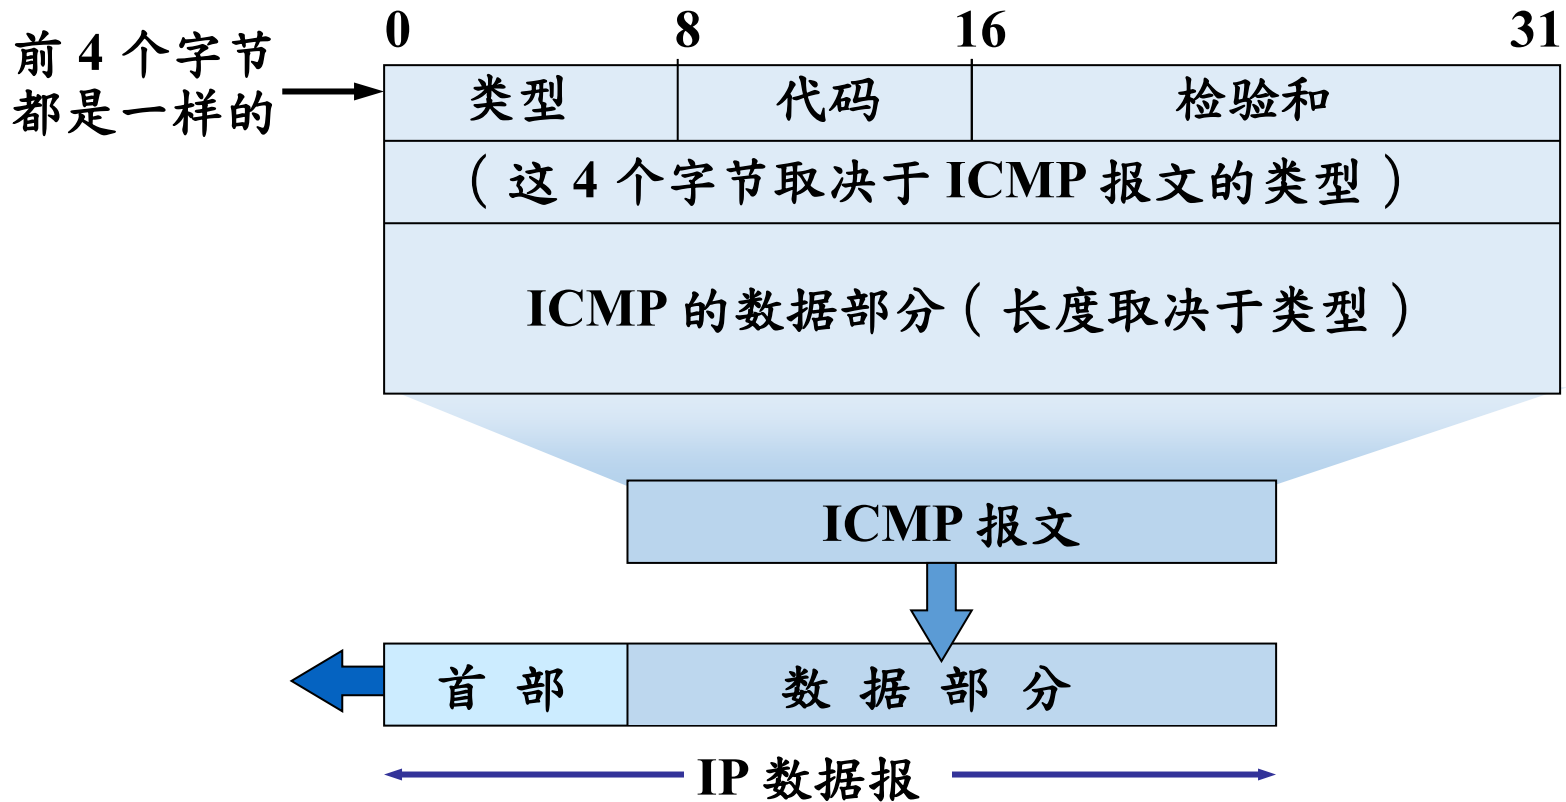 0 8 16 31
前 4 个字节
都是一样的
类型 代码 检验和
（这 4 个字节取决于 ICMP 报文的类型）
ICMP 的数据部分（长度取决于类型）
ICMP 报文
首 部 数 据 部 分
IP 数据报